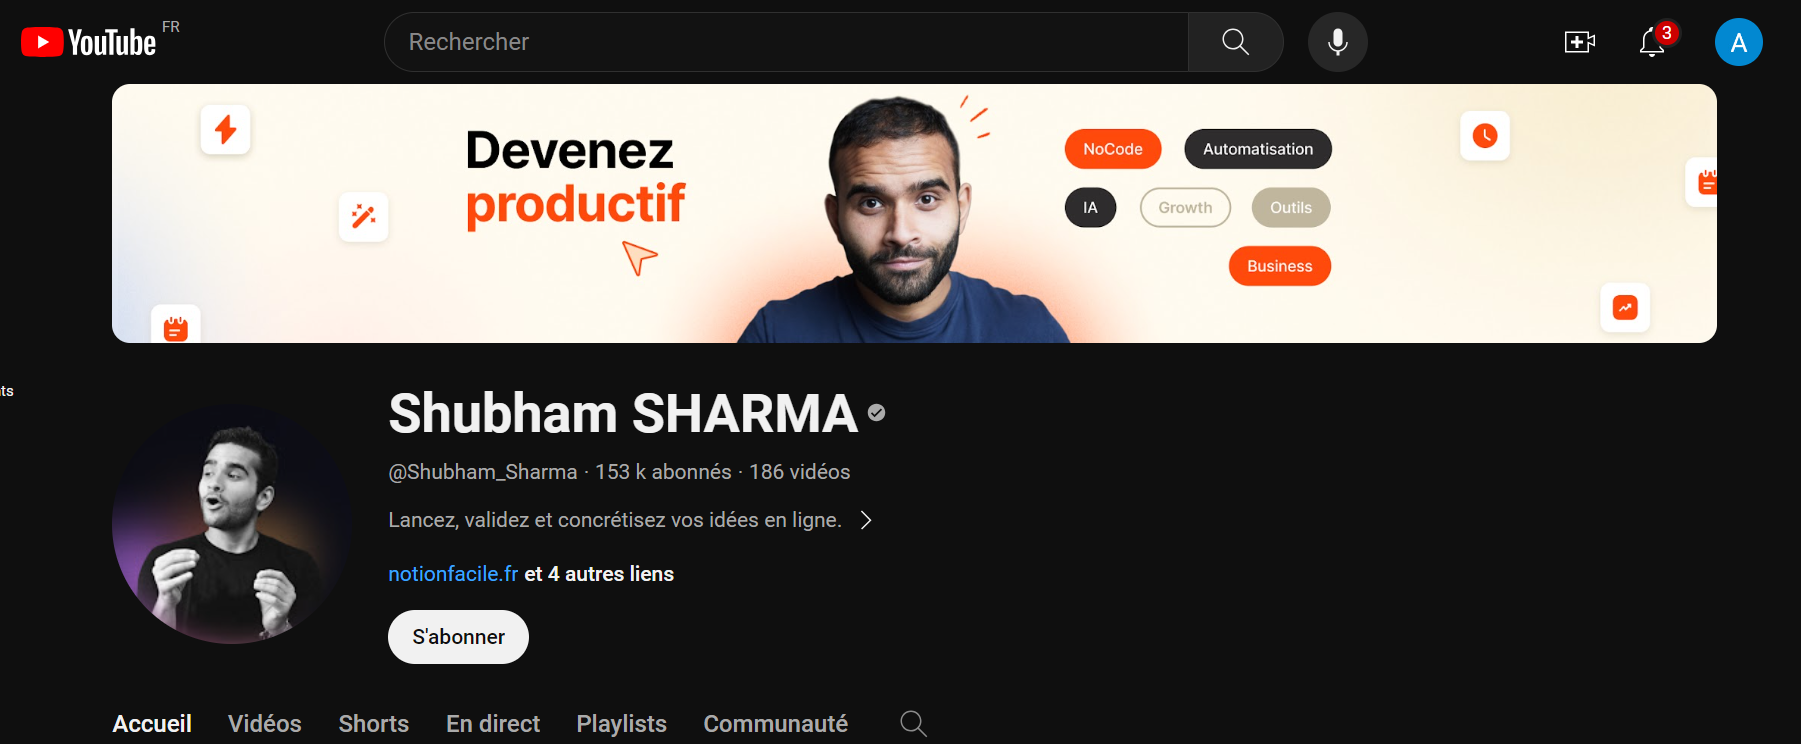 YouTube FR
Rechercher
3
A
Devenez
productif
NoCode Automatisation
IA Growth Outils
Business
nts
Shubham SHARMA
@Shubham_Sharma · 153 k abonnés · 186 vidéos
Lancez, validez et concrétisez vos idées en ligne.
notionfacile.fr et 4 autres liens
S'abonner
Accueil Vidéos Shorts En direct Playlists Communauté